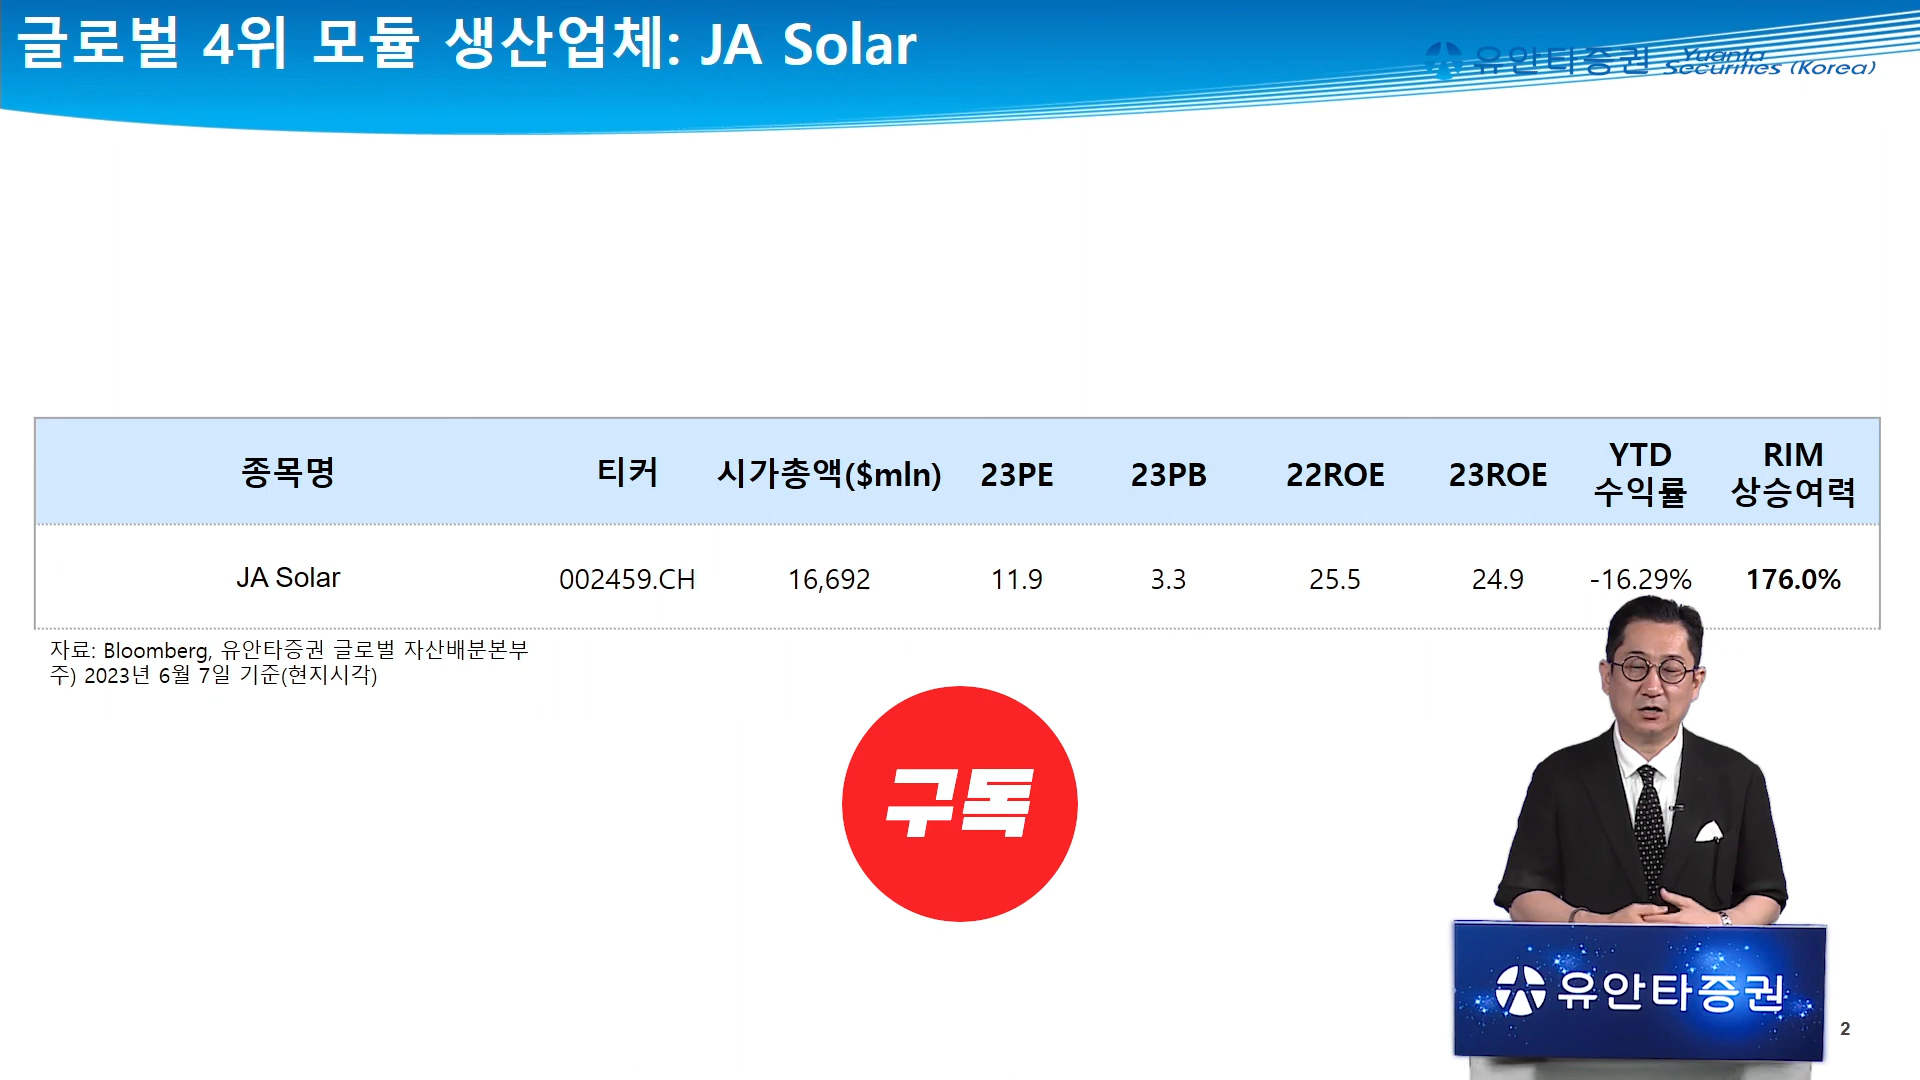 글로벌 4위 모듈 생산업체: JA Solar
유안타증권 Yuanta Securities (Korea)
종목명 티커 시가총액($mln) 23PE 23PB 22ROE 23ROE YTD 수익률 RIM 상승여력
JA Solar 002459.CH 16,692 11.9 3.3 25.5 24.9 -16.29% 176.0%
자료: Bloomberg, 유안타증권 글로벌 자산배분본부
주) 2023년 6월 7일 기준(현지시각)
구독
유안타증권
2